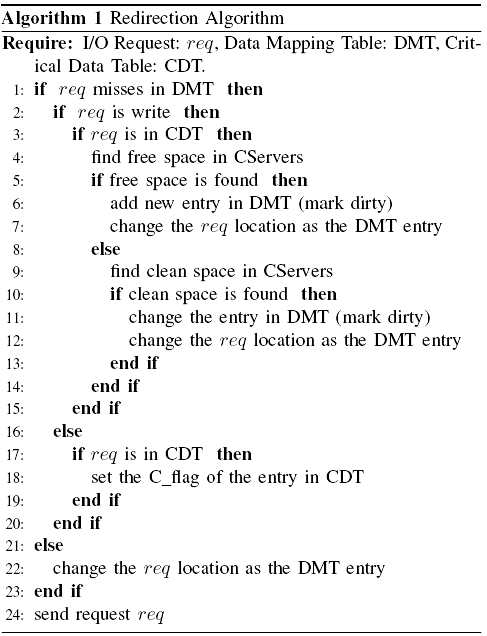 Algorithm 1 Redirection Algorithm
Require: I/O Request: req, Data Mapping Table: DMT, Crit-
ical Data Table: CDT.
1: if req misses in DMT then
2: if req is write then
3: if req is in CDT then
4: find free space in CServers
5: if free space is found then
6: add new entry in DMT (mark dirty)
7: change the req location as the DMT entry
8: else
9: find clean space in CServers
10: if clean space is found then
11: change the entry in DMT (mark dirty)
12: change the req location as the DMT entry
13: end if
14: end if
15: end if
16: else
17: if req is in CDT then
18: set the C_flag of the entry in CDT
19: end if
20: end if
21: else
22: change the req location as the DMT entry
23: end if
24: send request req